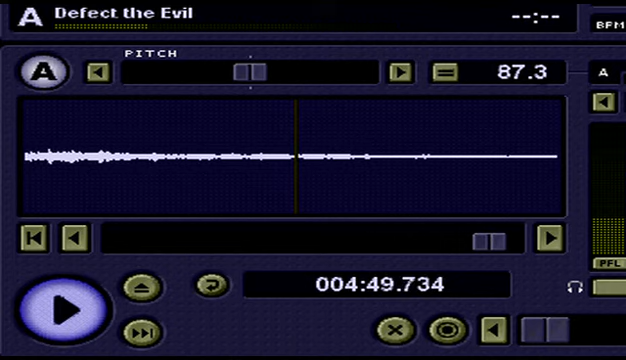 A Defect the Evil --:--
BPM
PITCH
A 87.3 A
PFL
004:49.734